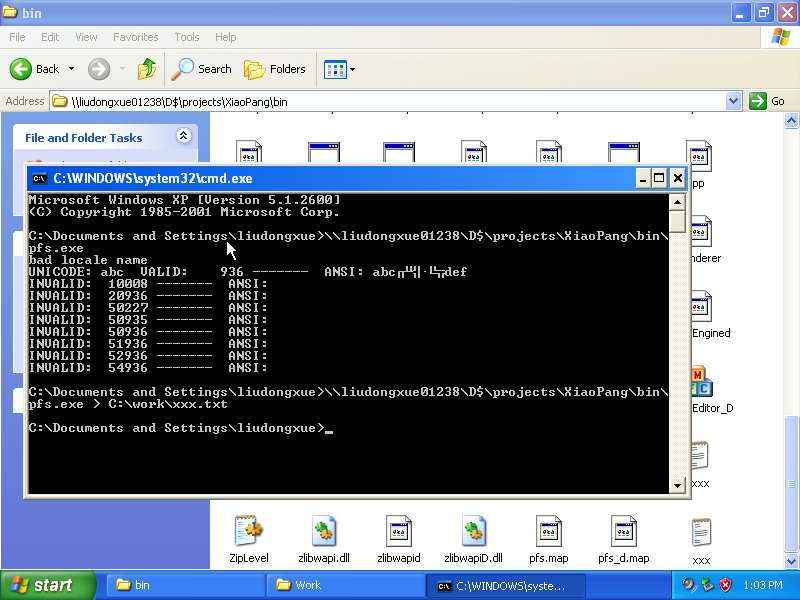 bin
File Edit View Favorites Tools Help
Back Search Folders
Address \\liudongxue01238\D$\projects\XiaoPang\bin Go
File and Folder Tasks
C:\WINDOWS\system32\cmd.exe
pp
Microsoft Windows XP [Version 5.1.2600]
(C) Copyright 1985-2001 Microsoft Corp.
C:\Documents and Settings\liudongxue>\\liudongxue01238\D$\projects\XiaoPang\bin\
pfs.exe
bad locale name
UNICODE: abc VALID: 936 ------- ANSI:
INVALID: 10008 ------- ANSI:
INVALID: 20936 ------- ANSI:
INVALID: 50227 ------- ANSI:
INVALID: 50935 ------- ANSI:
INVALID: 50936 ------- ANSI:
INVALID: 51936 ------- ANSI:
INVALID: 52936 ------- ANSI:
INVALID: 54936 ------- ANSI:
C:\Documents and Settings\liudongxue>\\liudongxue01238\D$\projects\XiaoPang\bin\
pfs.exe > C:\work\xxx.txt
C:\Documents and Settings\liudongxue>_
nderer
Engined
Editor_D
xxx
ZipLevel zlibwapi.dll zlibwapid zlibwapiD.dll pfs.map pfs_d.map xxx
start bin Work C:\WINDOWS\syste... 1:03 PM